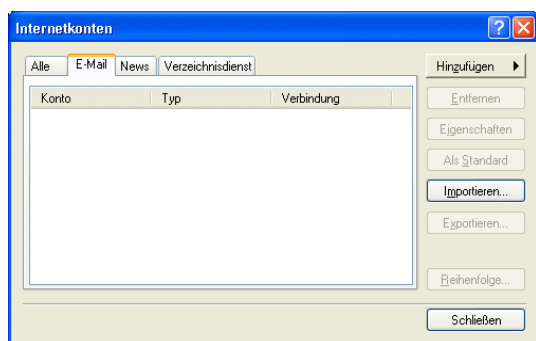 Internetkonten
Alle E-Mail News Verzeichnisdienst
Konto Typ Verbindung
Hinzufügen
Entfernen
Eigenschaften
Als Standard
Importieren...
Exportieren...
Reihenfolge...
Schließen